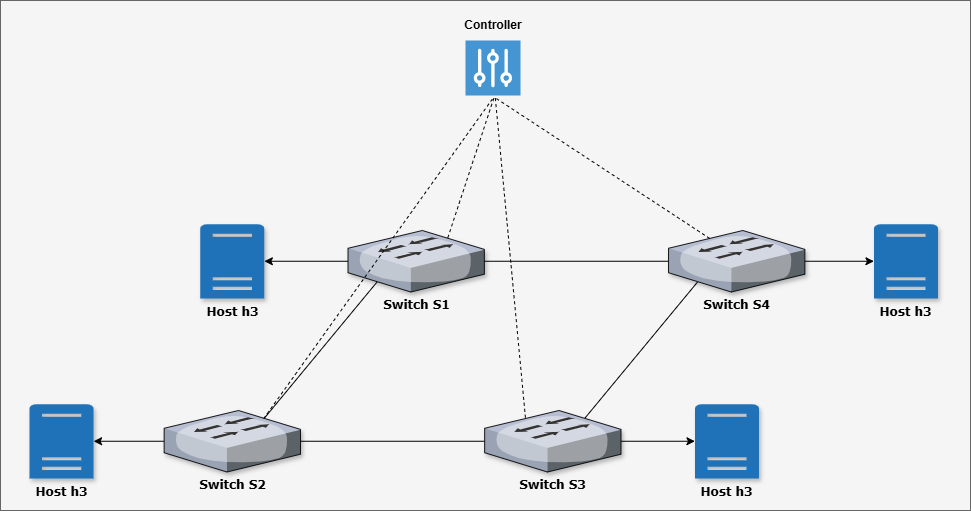 Controller
Host h3
Switch S1
Switch S4
Host h3
Host h3
Switch S2
Switch S3
Host h3